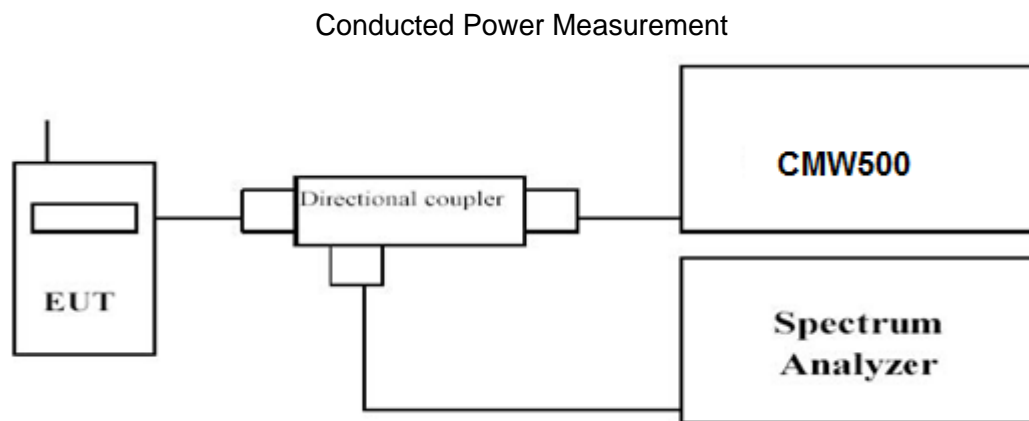 Conducted Power Measurement
CMW500
Directional coupler
EUT
Spectrum
Analyzer